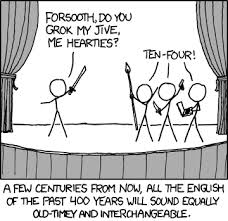 FORSOOTH, DO YOU
GROK MY JIVE,
ME HEARTIES?
TEN-FOUR!
A FEW CENTURIES FROM NOW, ALL THE ENGLISH
OF THE PAST 400 YEARS WILL SOUND EQUALLY
OLD-TIMEY AND INTERCHANGEABLE.